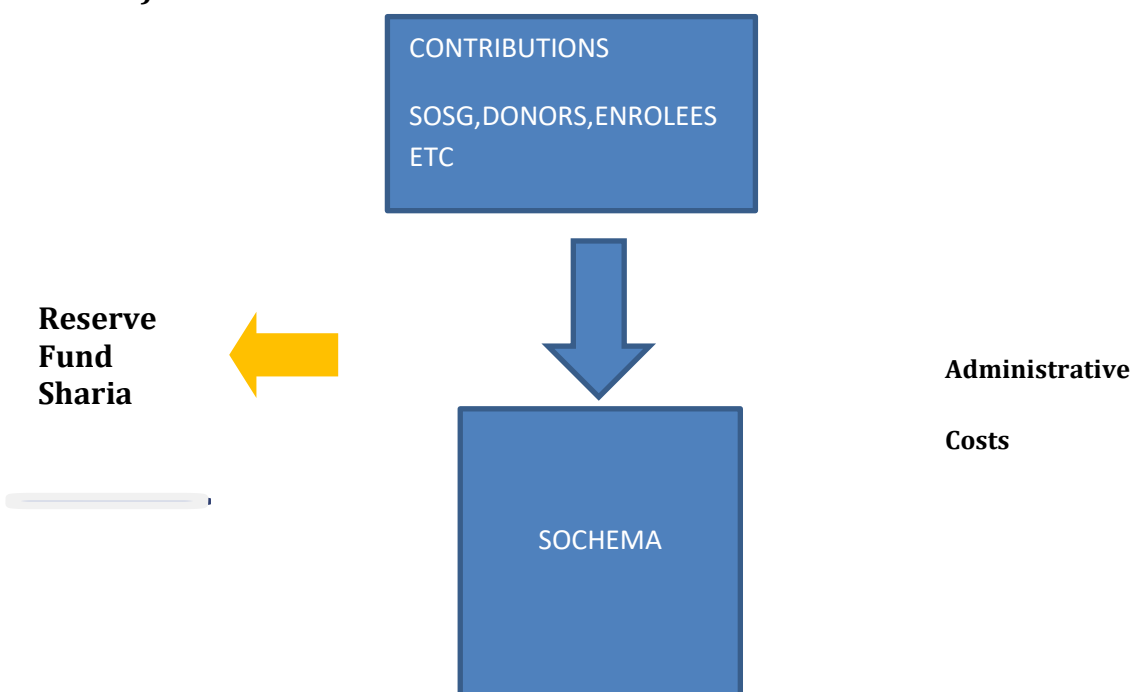 CONTRIBUTIONS
SOSG,DONORS,ENROLEES
ETC
Reserve
Fund
Sharia
Administrative
Costs
SOCHEMA